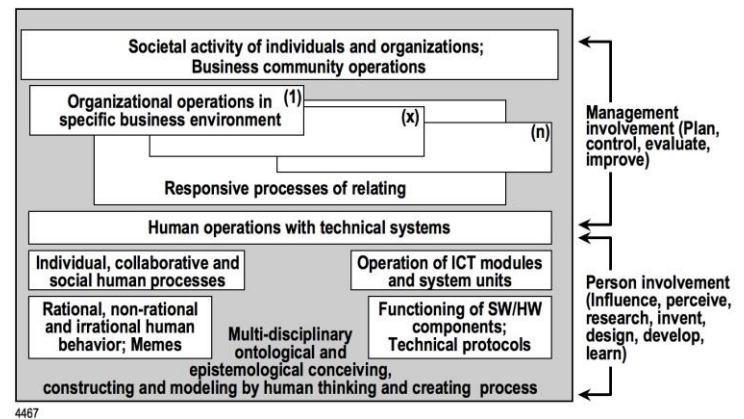 Societal activity of individuals and organizations;
Business community operations
Organizational operations in
specific business environment
(1)
(x)
(n)
Responsive processes of relating
Human operations with technical systems
Individual, collaborative and
social human processes
Operation of ICT modules
and system units
Rational, non-rational
and irrational human
behavior; Memes
Functioning of SW/HW
components;
Technical protocols
Multi-disciplinary
ontological and
epistemological conceiving,
constructing and modeling by human thinking and creating process
Management
involvement (Plan,
control, evaluate,
improve)
Person involvement
(Influence, perceive,
research, invent,
design, develop,
learn)
4467